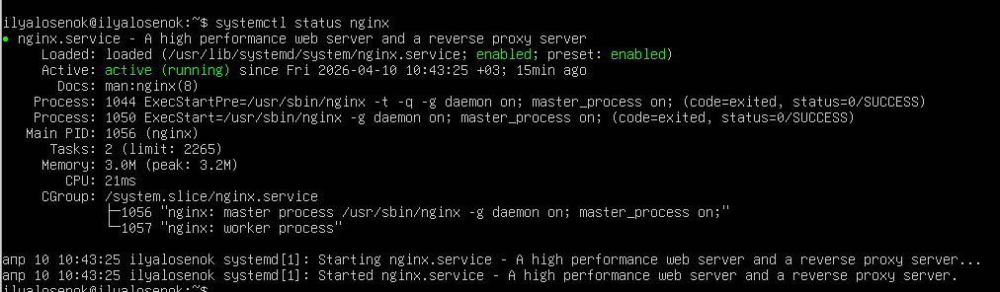 ilyalosenok@ilyalosenok:~$ systemctl status nginx
● nginx.service - A high performance web server and a reverse proxy server
Loaded: loaded (/usr/lib/systemd/system/nginx.service; enabled; preset: enabled)
Active: active (running) since Fri 2026-04-10 10:43:25 +03; 15min ago
Docs: man:nginx(8)
Process: 1044 ExecStartPre=/usr/sbin/nginx -t -q -g daemon on; master_process on; (code=exited, status=0/SUCCESS)
Process: 1050 ExecStart=/usr/sbin/nginx -g daemon on; master_process on; (code=exited, status=0/SUCCESS)
Main PID: 1056 (nginx)
Tasks: 2 (limit: 2265)
Memory: 3.0M (peak: 3.2M)
CPU: 21ms
CGroup: /system.slice/nginx.service
├─1056 "nginx: master process /usr/sbin/nginx -g daemon on; master_process on;"
└─1057 "nginx: worker process"
апр 10 10:43:25 ilyalosenok systemd[1]: Starting nginx.service - A high performance web server and a reverse proxy server...
апр 10 10:43:25 ilyalosenok systemd[1]: Started nginx.service - A high performance web server and a reverse proxy server.
ilyalosenok@ilyalosenok:~$